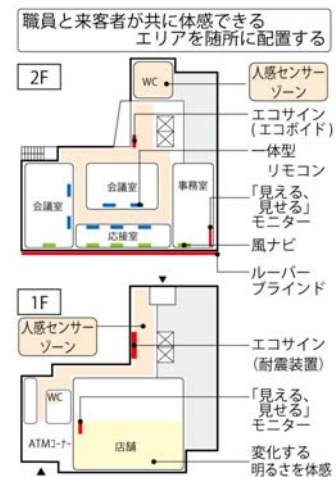 職員と来客者が共に体感できる
エリアを随所に配置する
2F
WC
人感センサー
ゾーン
エコサイン
(エコボイド)
一体型
リモコン
会議室
会議室
事務室
応接室
「見える、
見せる」
モニター
風ナビ
ルーバー
ブラインド
1F
人感センサー
ゾーン
エコサイン
(耐震装置)
WC
「見える、
見せる」
モニター
ATMコーナー
店舗
変化する
明るさを体感